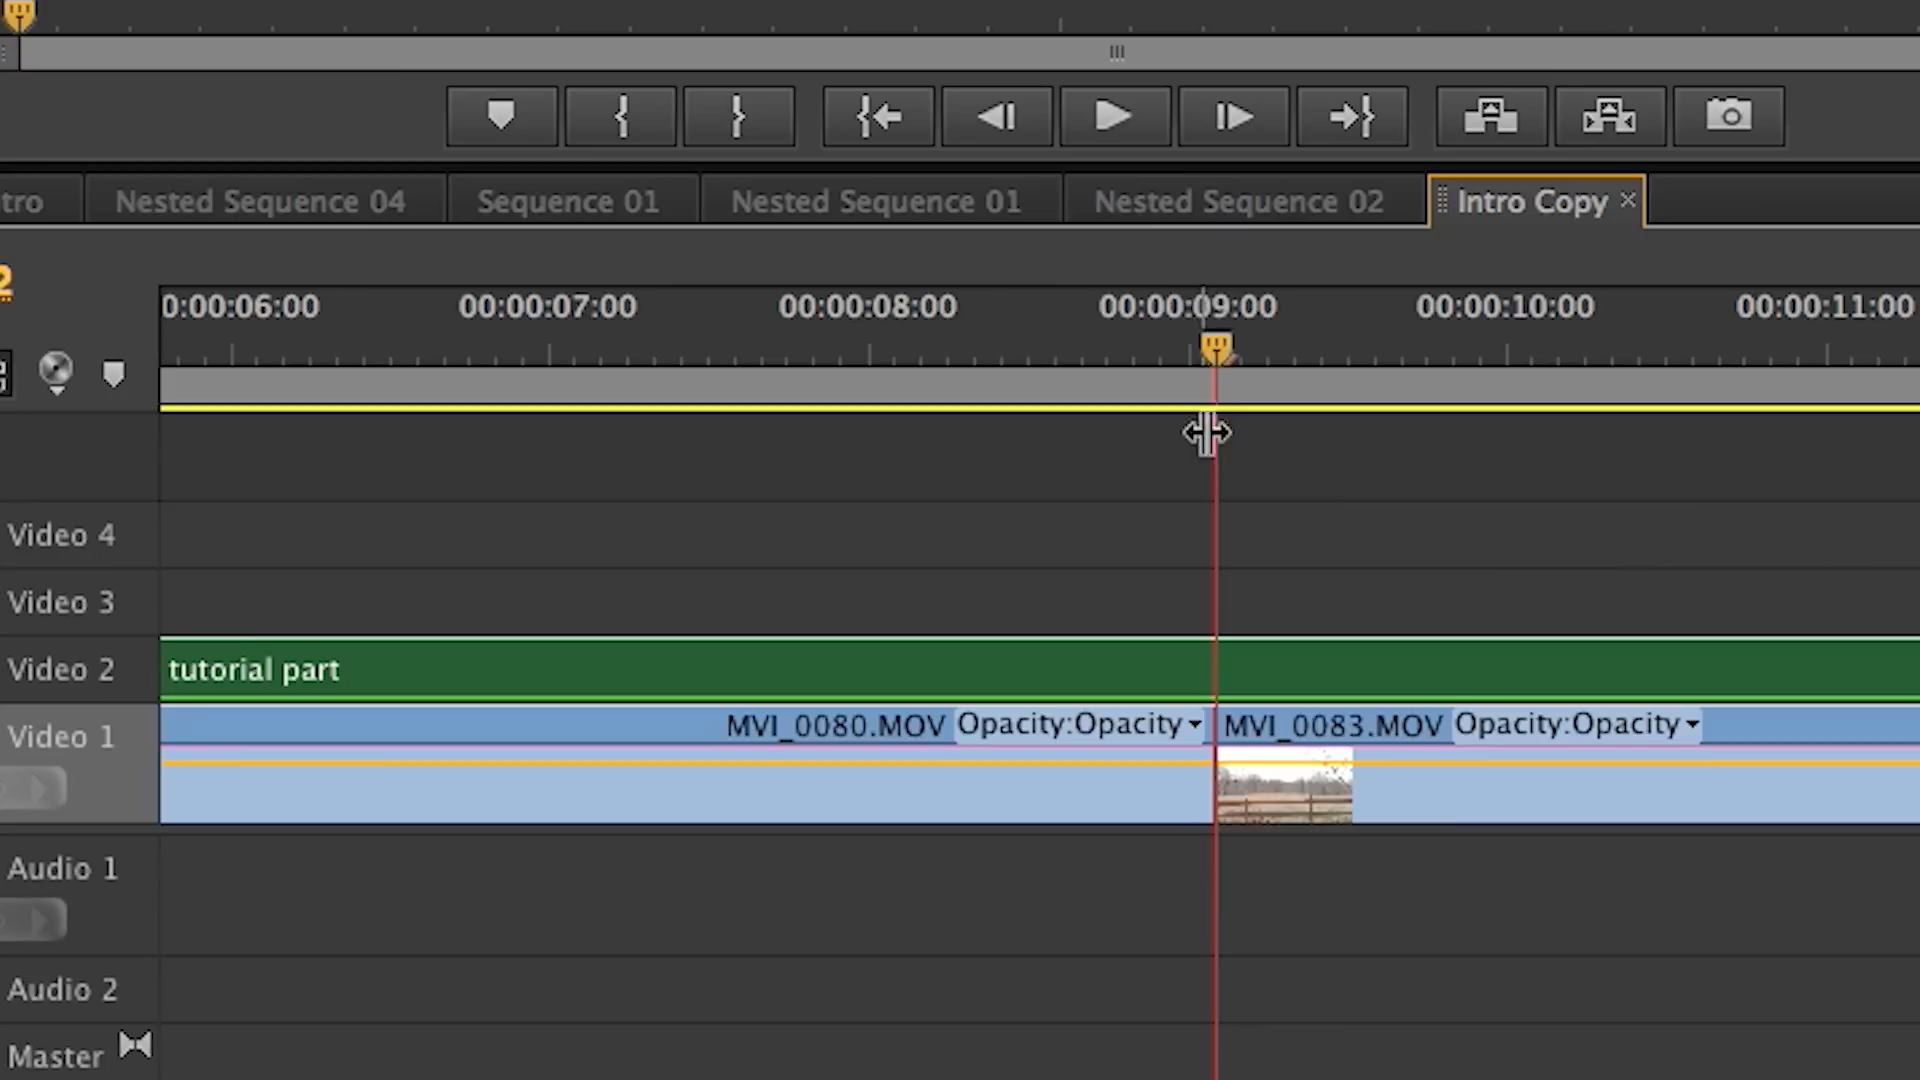 tro Nested Sequence 04 Sequence 01 Nested Sequence 01 Nested Sequence 02 Intro Copy ×
2
0:00:06:00 00:00:07:00 00:00:08:00 00:00:09:00 00:00:10:00 00:00:11:00
Video 4
Video 3
Video 2 tutorial part
Video 1 MVI_0080.MOV Opacity:Opacity MVI_0083.MOV Opacity:Opacity
Audio 1
Audio 2
Master